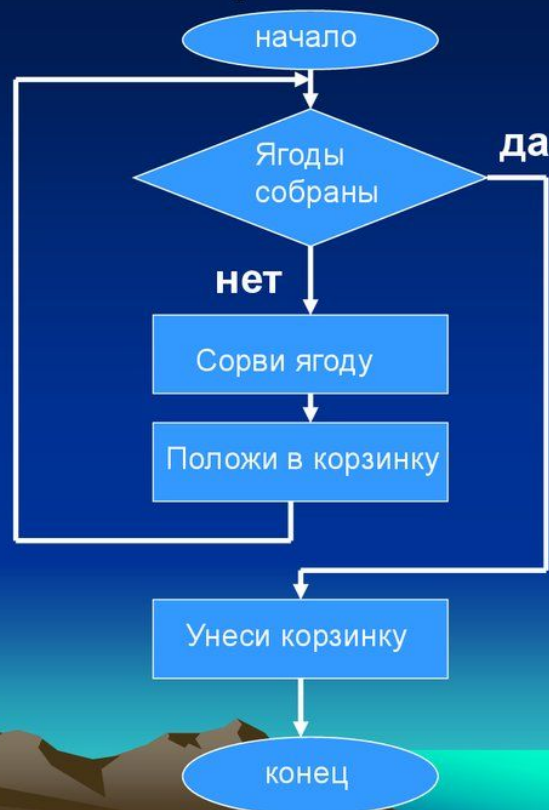 начало
Ягоды
собраны
да
нет
Сорви ягоду
Положи в корзинку
Унеси корзинку
конец